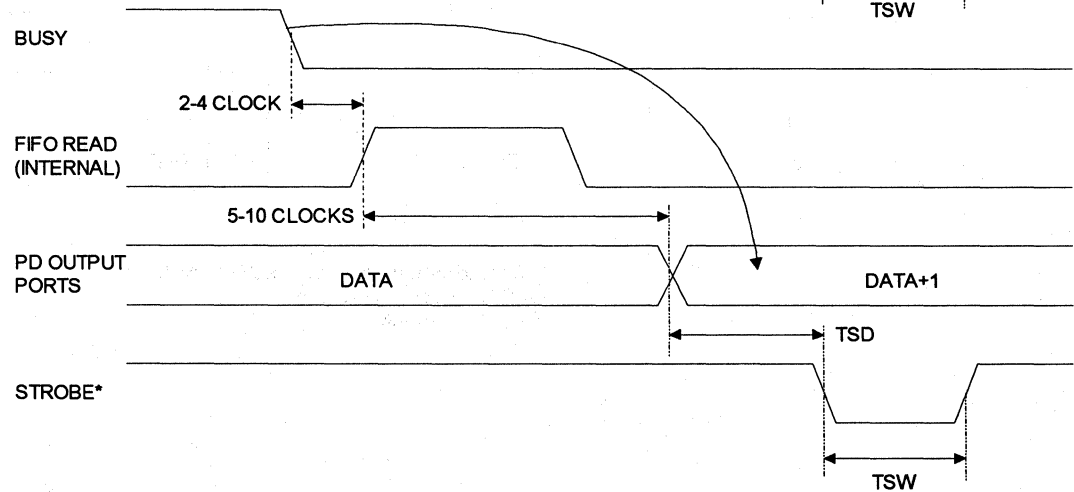 TSW
BUSY
2-4 CLOCK
FIFO READ
(INTERNAL)
5-10 CLOCKS
PD OUTPUT
PORTS
DATA
DATA+1
TSD
STROBE*
TSW